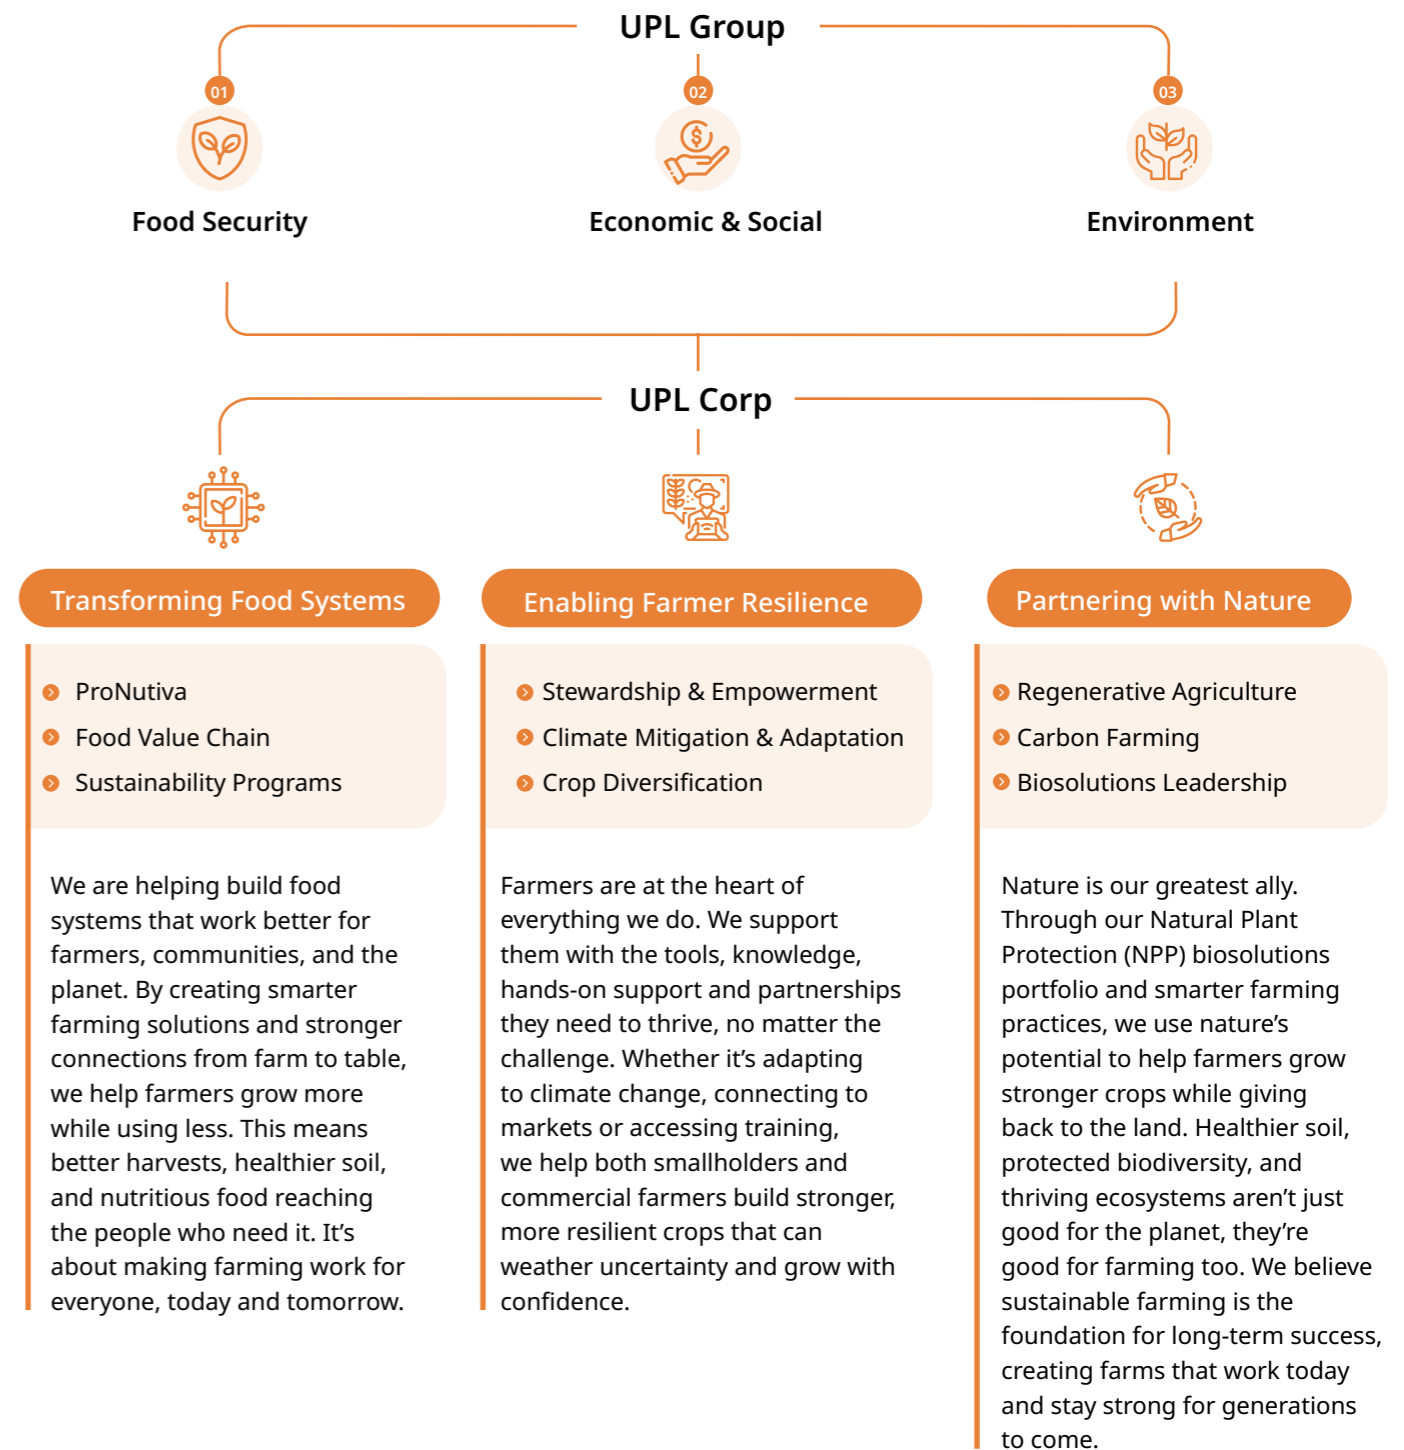 UPL Group
01
02
03
Food Security
Economic & Social
Environment
UPL Corp
Transforming Food Systems
ProNutiva
Food Value Chain
Sustainability Programs
We are helping build food
systems that work better for
farmers, communities, and the
planet. By creating smarter
farming solutions and stronger
connections from farm to table,
we help farmers grow more
while using less. This means
better harvests, healthier soil,
and nutritious food reaching
the people who need it. It’s
about making farming work for
everyone, today and tomorrow.
Enabling Farmer Resilience
Stewardship & Empowerment
Climate Mitigation & Adaptation
Crop Diversification
Farmers are at the heart of
everything we do. We support
them with the tools, knowledge,
hands-on support and partnerships
they need to thrive, no matter the
challenge. Whether it’s adapting
to climate change, connecting to
markets or accessing training,
we help both smallholders and
commercial farmers build stronger,
more resilient crops that can
weather uncertainty and grow with
confidence.
Partnering with Nature
Regenerative Agriculture
Carbon Farming
Biosolutions Leadership
Nature is our greatest ally.
Through our Natural Plant
Protection (NPP) biosolutions
portfolio and smarter farming
practices, we use nature’s
potential to help farmers grow
stronger crops while giving
back to the land. Healthier soil,
protected biodiversity, and
thriving ecosystems aren’t just
good for the planet, they’re
good for farming too. We believe
sustainable farming is the
foundation for long-term success,
creating farms that work today
and stay strong for generations
to come.